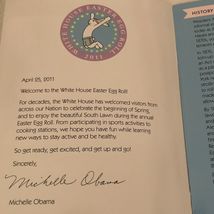 WHITE HOUSE EASTER EGG ROLL
2011
April 25, 2011
Welcome to the White House Easter Egg Roll!
For decades, the White House has welcomed visitors from
across our Nation to celebrate the beginning of Spring,
and to enjoy the beautiful South Lawn during the annual
Easter Egg Roll. From participating in sports activities to
cooking stations, we hope you have fun while learning
new ways to stay active and be healthy.
So get ready, get excited, and get up and go!
Sincerely,
Michelle Obama
Michelle Obama
HISTORY